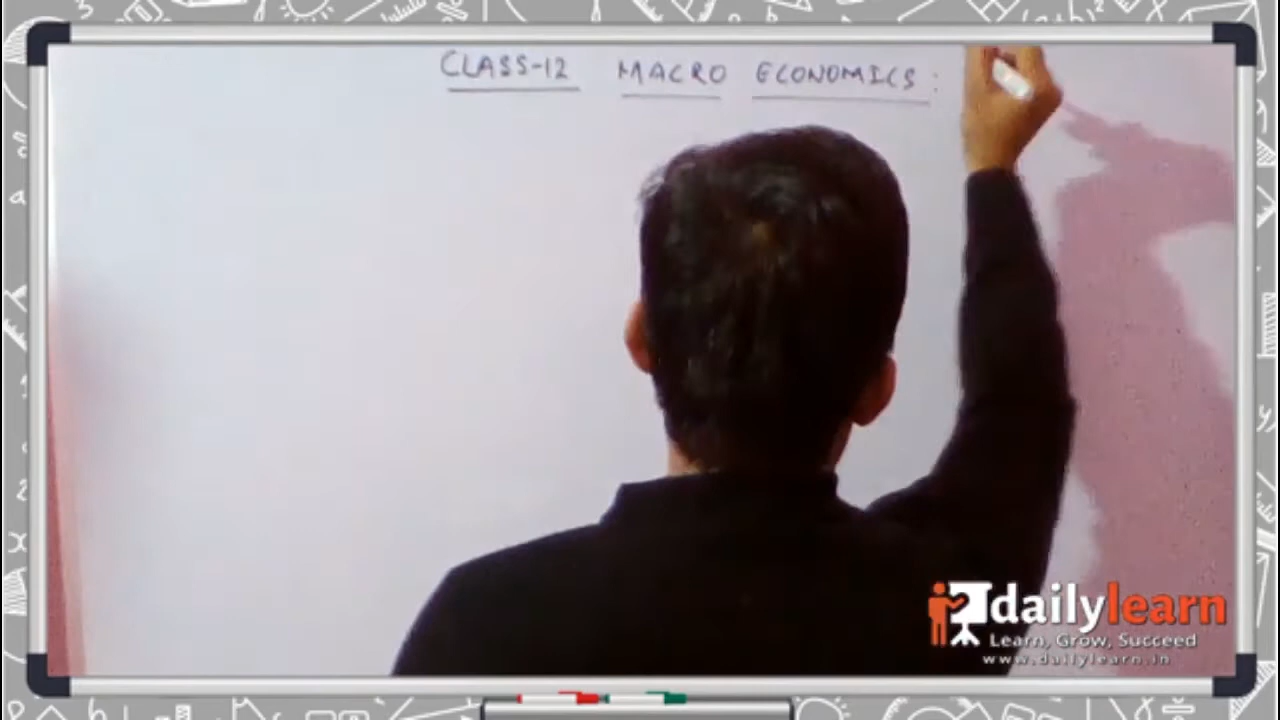 CLASS-12 MACRO ECONOMICS:
dailylearn
Learn, Grow, Succeed
www.dailylearn.in